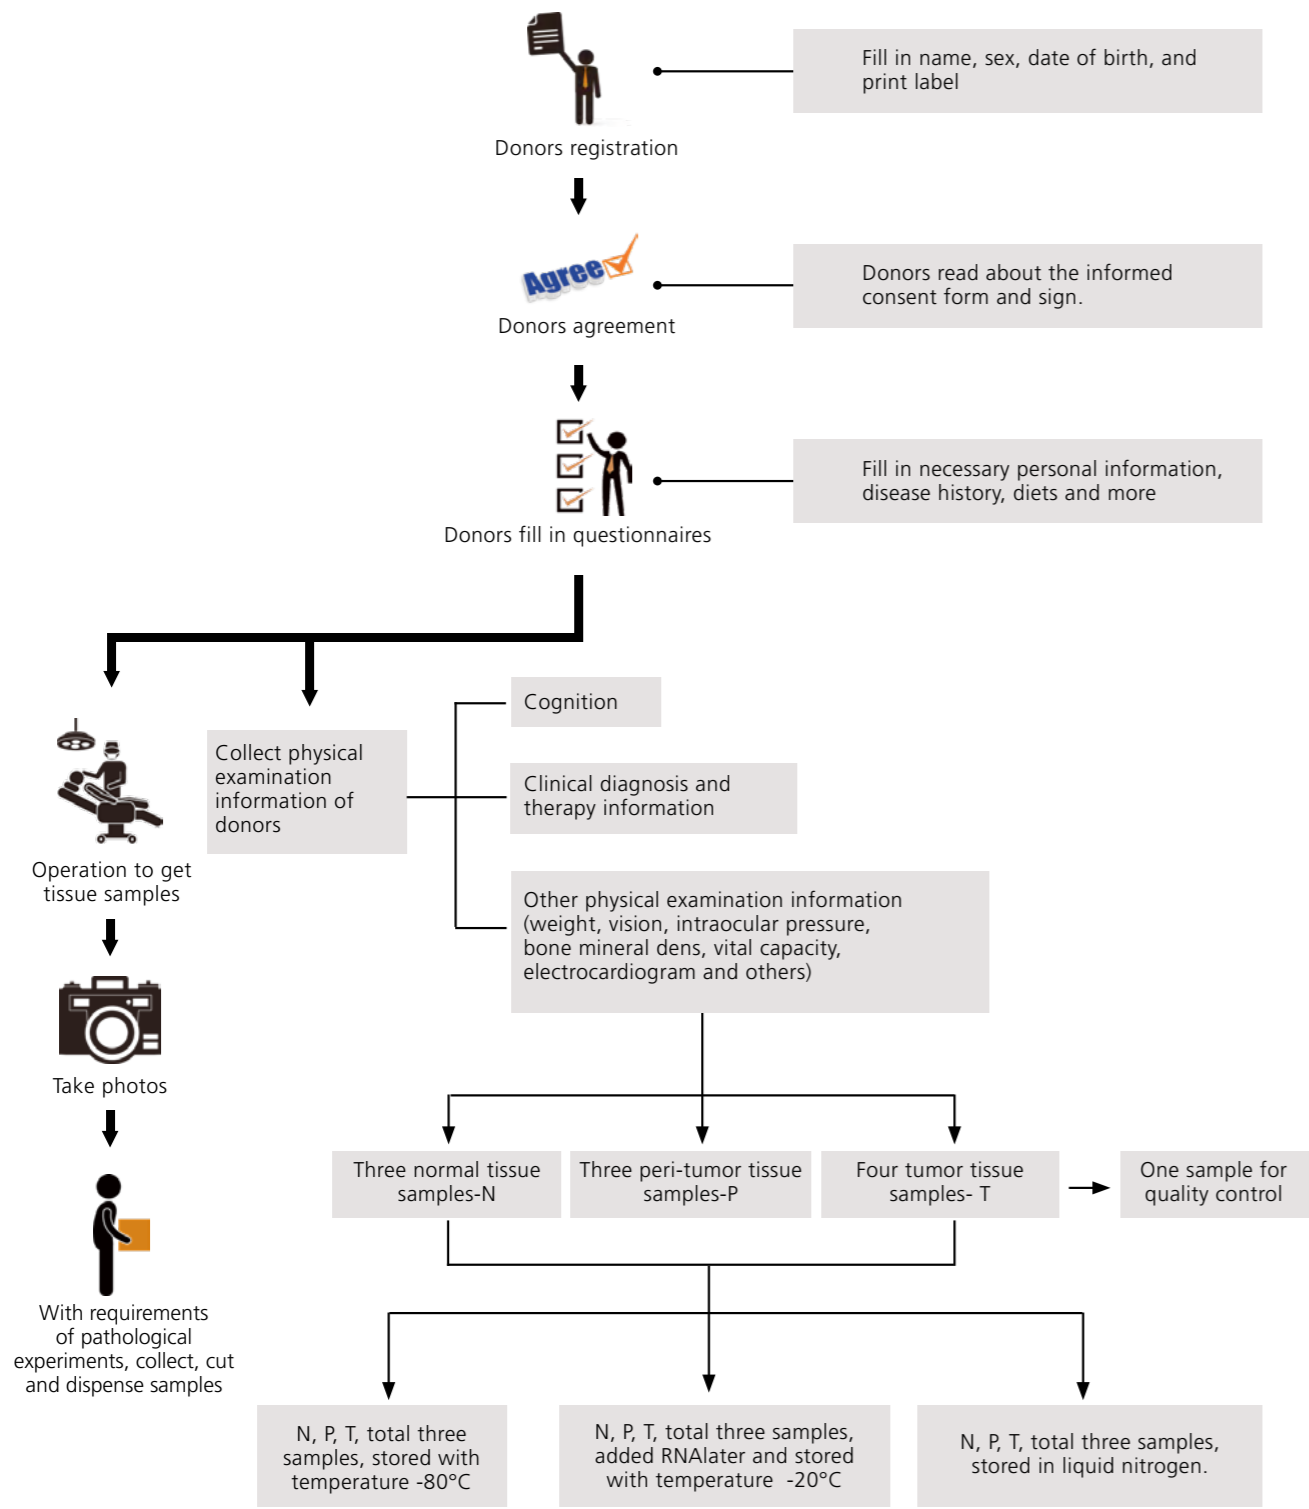 Fill in name, sex, date of birth, and
print label
Donors registration
Agree
Donors read about the informed
consent form and sign.
Donors agreement
Fill in necessary personal information,
disease history, diets and more
Donors fill in questionnaires
Cognition
Collect physical
examination
information of
donors
Clinical diagnosis and
therapy information
Operation to get
tissue samples
Other physical examination information
(weight, vision, intraocular pressure,
bone mineral dens, vital capacity,
electrocardiogram and others)
Take photos
Three normal tissue
samples-N
Three peri-tumor tissue
samples-P
Four tumor tissue
samples- T
One sample for
quality control
With requirements
of pathological
experiments, collect, cut
and dispense samples
N, P, T, total three
samples, stored with
temperature -80°C
N, P, T, total three samples,
added RNAlater and stored
with temperature  -20°C
N, P, T, total three samples,
stored in liquid nitrogen.